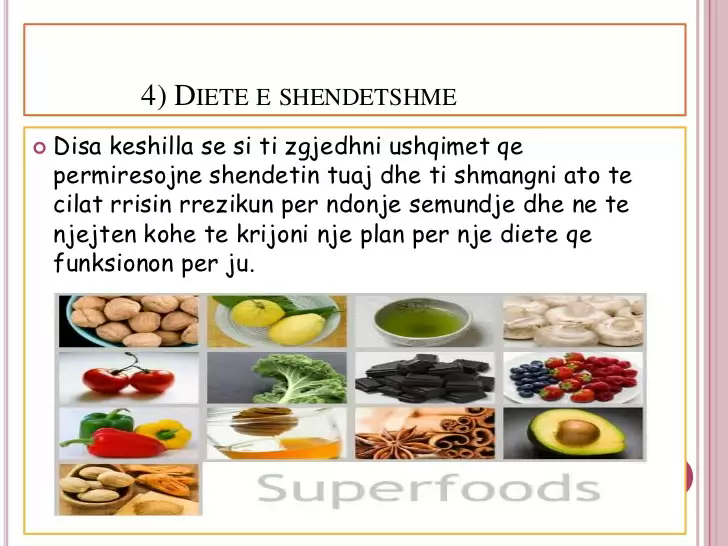 4) DIETE E SHENDETSHME
Disa keshilla se si ti zgjedhni ushqimet qe
permiresojne shendetin tuaj dhe ti shmangni ato te
cilat rrisin rrezikun per ndonje semundje dhe ne te
njejten kohe te krijoni nje plan per nje diete qe
funksionon per ju.
Superfoods